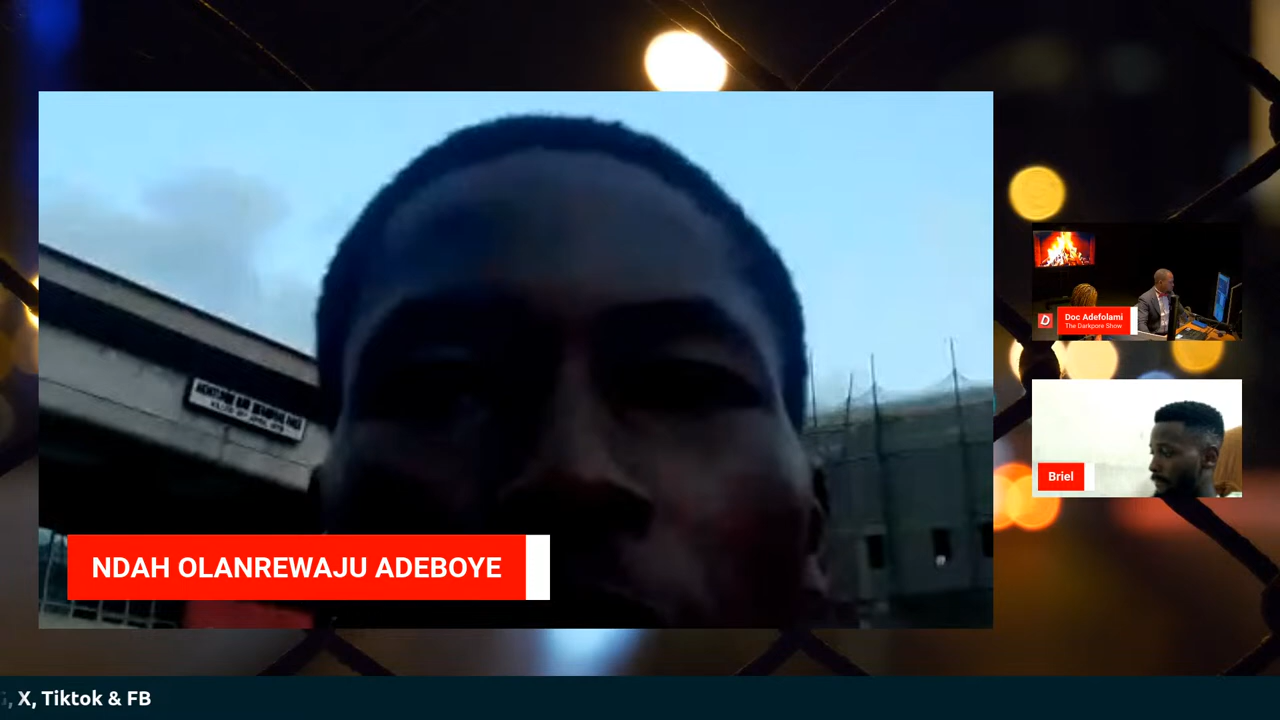 NDAH OLANREWAJU ADEBOYE
D
Doc Adefolami
The Darkpore Show
Briel
, X, Tiktok & FB